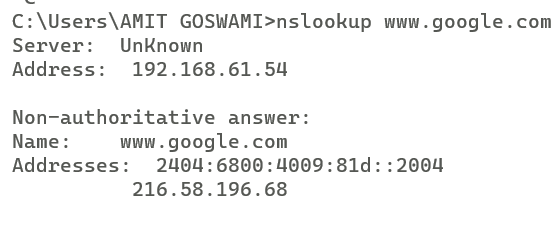 C:\Users\AMIT GOSWAMI>nslookup www.google.com
Server:  UnKnown
Address:  192.168.61.54

Non-authoritative answer:
Name:    www.google.com
Addresses:  2404:6800:4009:81d::2004
          216.58.196.68